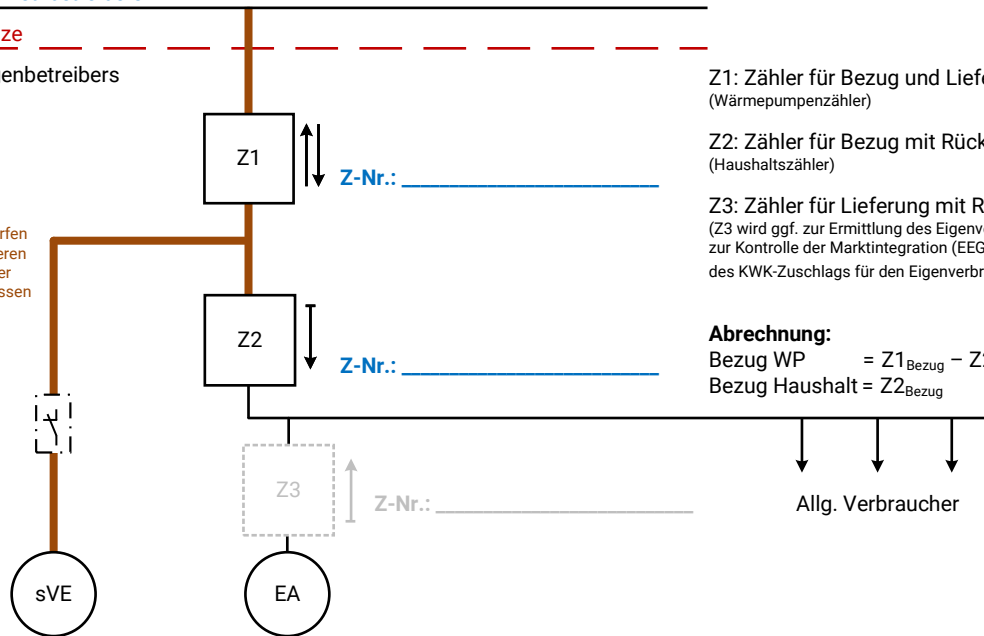 ze
enbetreibers
Z1
Z-Nr.: ___________________________
Z1: Zähler für Bezug und Liefe
(Wärmepumpenzähler)
Z2: Zähler für Bezug mit Rück
(Haushaltszähler)
Z3: Zähler für Lieferung mit R
(Z3 wird ggf. zur Ermittlung des Eigenve
zur Kontrolle der Marktintegration (EEG
des KWK-Zuschlags für den Eigenverbr
rfen
eren
er
ssen
Z2
Z-Nr.: ___________________________
Abrechnung:
Bezug WP = Z1Bezug – Z2
Bezug Haushalt = Z2Bezug
Z3
Z-Nr.: ___________________________
Allg. Verbraucher
sVE
EA